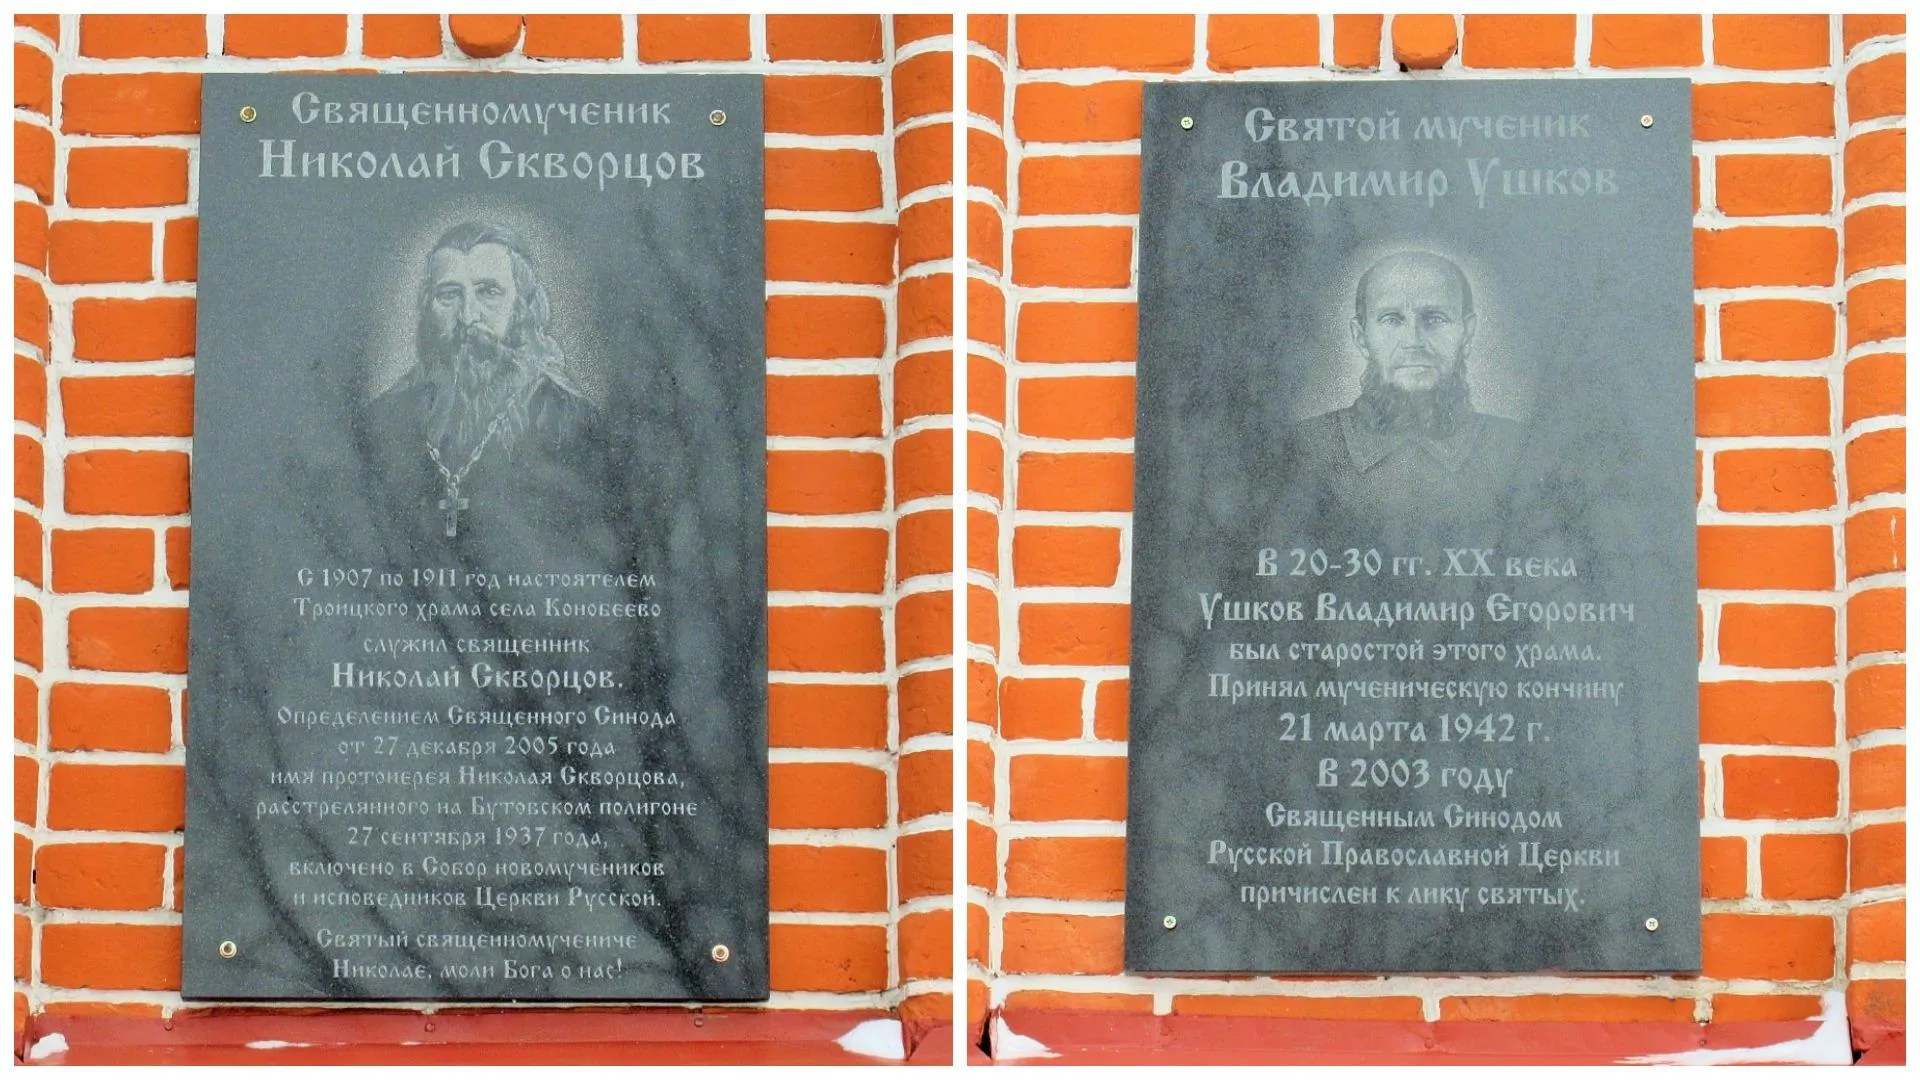 Священномученик
Николай Скворцов
С 1907 по 1911 год настоятелем
Троицкого храма села Конобеево
служил священник
Николай Скворцов.
Определением Священного Синода
от 27 декабря 2005 года
имя протоиерея Николая Скворцова,
расстрелянного на Бутовском полигоне
27 сентября 1937 года,
включено в Собор новомучеников
и исповедников Церкви Русской.
Святый священномучениче
Николае, моли Бога о нас!
Святой мученик
Владимир Ушков
В 20-30 гг. XX века
Ушков Владимир Егорович
был старостой этого храма.
Принял мученическую кончину
21 марта 1942 г.
В 2003 году
Священным Синодом
Русской Православной Церкви
причислен к лику святых.